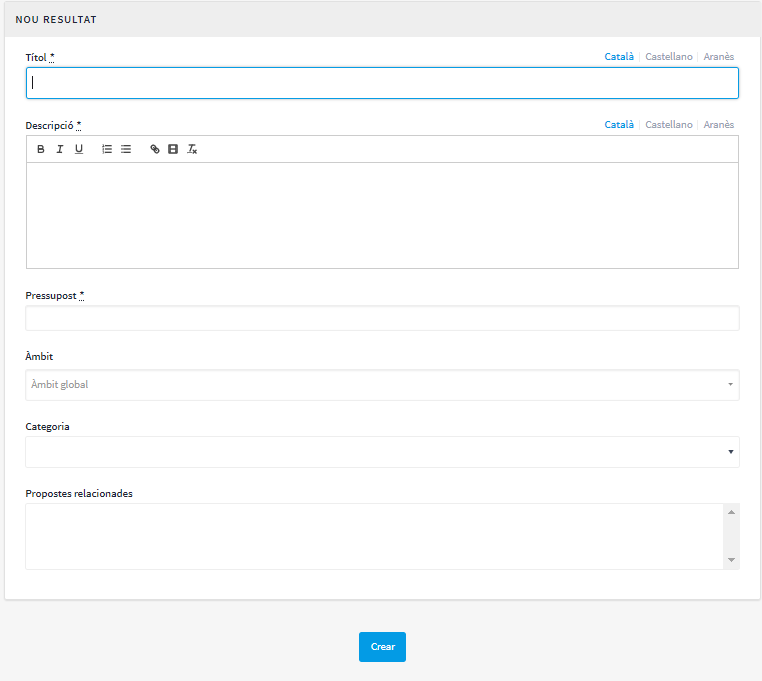 NOU RESULTAT
Títol * Català | Castellano | Aranès
Descripció * Català | Castellano | Aranès
B I U
Pressupost *
Àmbit
Àmbit global
Categoria
Propostes relacionades
Crear